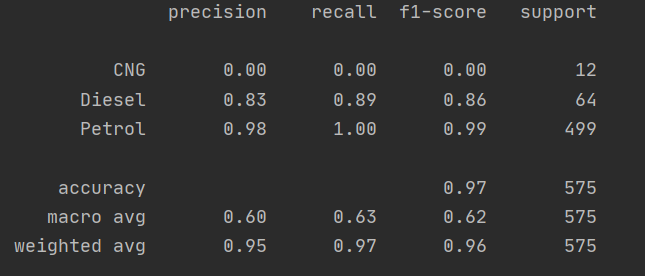 precision recall f1-score support
CNG 0.00 0.00 0.00 12
Diesel 0.83 0.89 0.86 64
Petrol 0.98 1.00 0.99 499
accuracy 0.97 575
macro avg 0.60 0.63 0.62 575
weighted avg 0.95 0.97 0.96 575